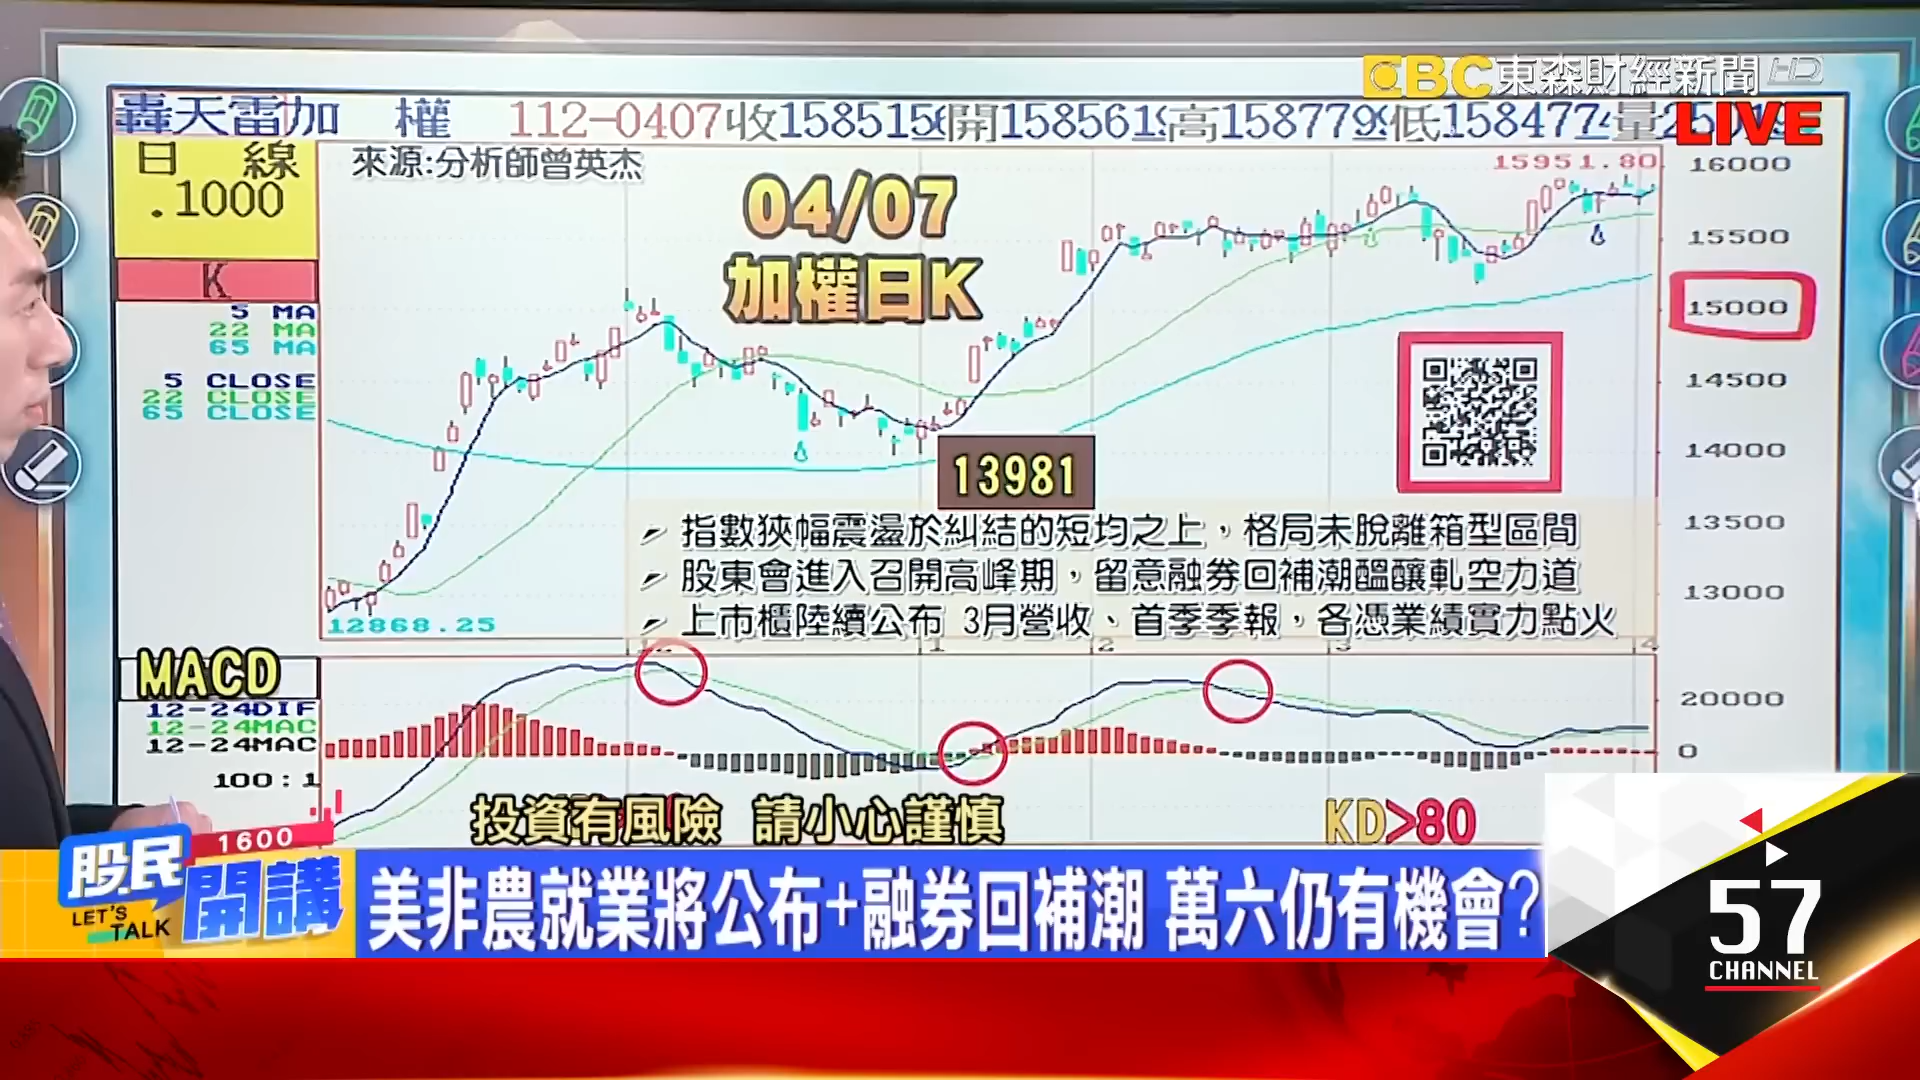 EBC東森財經新聞 HD
LIVE
轟天雷加 權 112-0407收158515開158561高158779低158477量
日 線
.1000
來源:分析師曾英杰
04/07
加權日K
15951.80
K
5 MA
22 MA
65 MA
5 CLOSE
22 CLOSE
65 CLOSE
16000
15500
15000
14500
14000
13500
13000
13981
指數狹幅震盪於糾結的短均之上，格局未脫離箱型區間
股東會進入召開高峰期，留意融券回補潮醞釀軋空力道
上市櫃陸續公布 3月營收、首季季報，各憑業績實力點火
12868.25
1
2
3
4
MACD
12-24DIF
12-24MAC
12-24MAC
100:1
20000
0
投資有風險 請小心謹慎
KD>80
1600
股民開講
LET'S TALK
美非農就業將公布+融券回補潮 萬六仍有機會?
57
CHANNEL